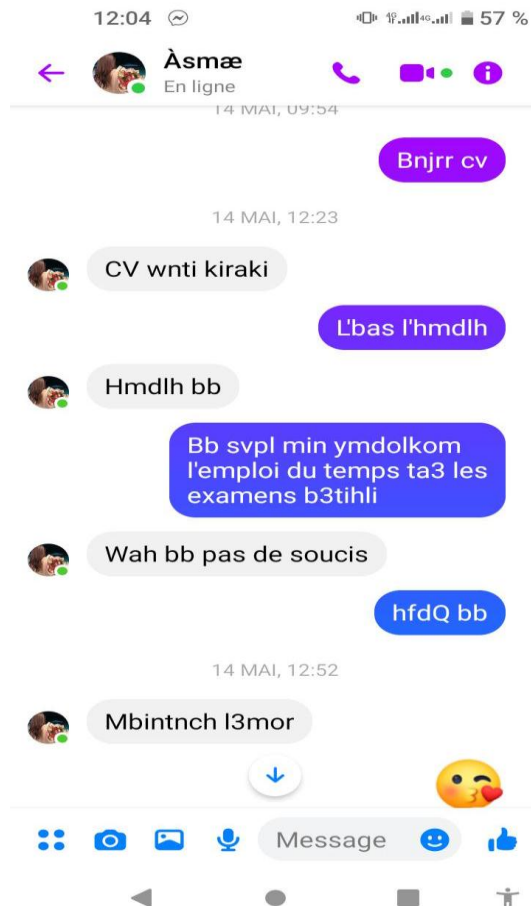 12:04 57 %
Àsmæ
En ligne
14 MAI, 09:54
Bnjrr cv
14 MAI, 12:23
CV wnti kiraki
L'bas l'hmdlh
Hmdlh bb
Bb svpl min ymdolkom
l'emploi du temps ta3 les
examens b3tihli
Wah bb pas de soucis
hfdQ bb
14 MAI, 12:52
Mbintnch l3mor
Message